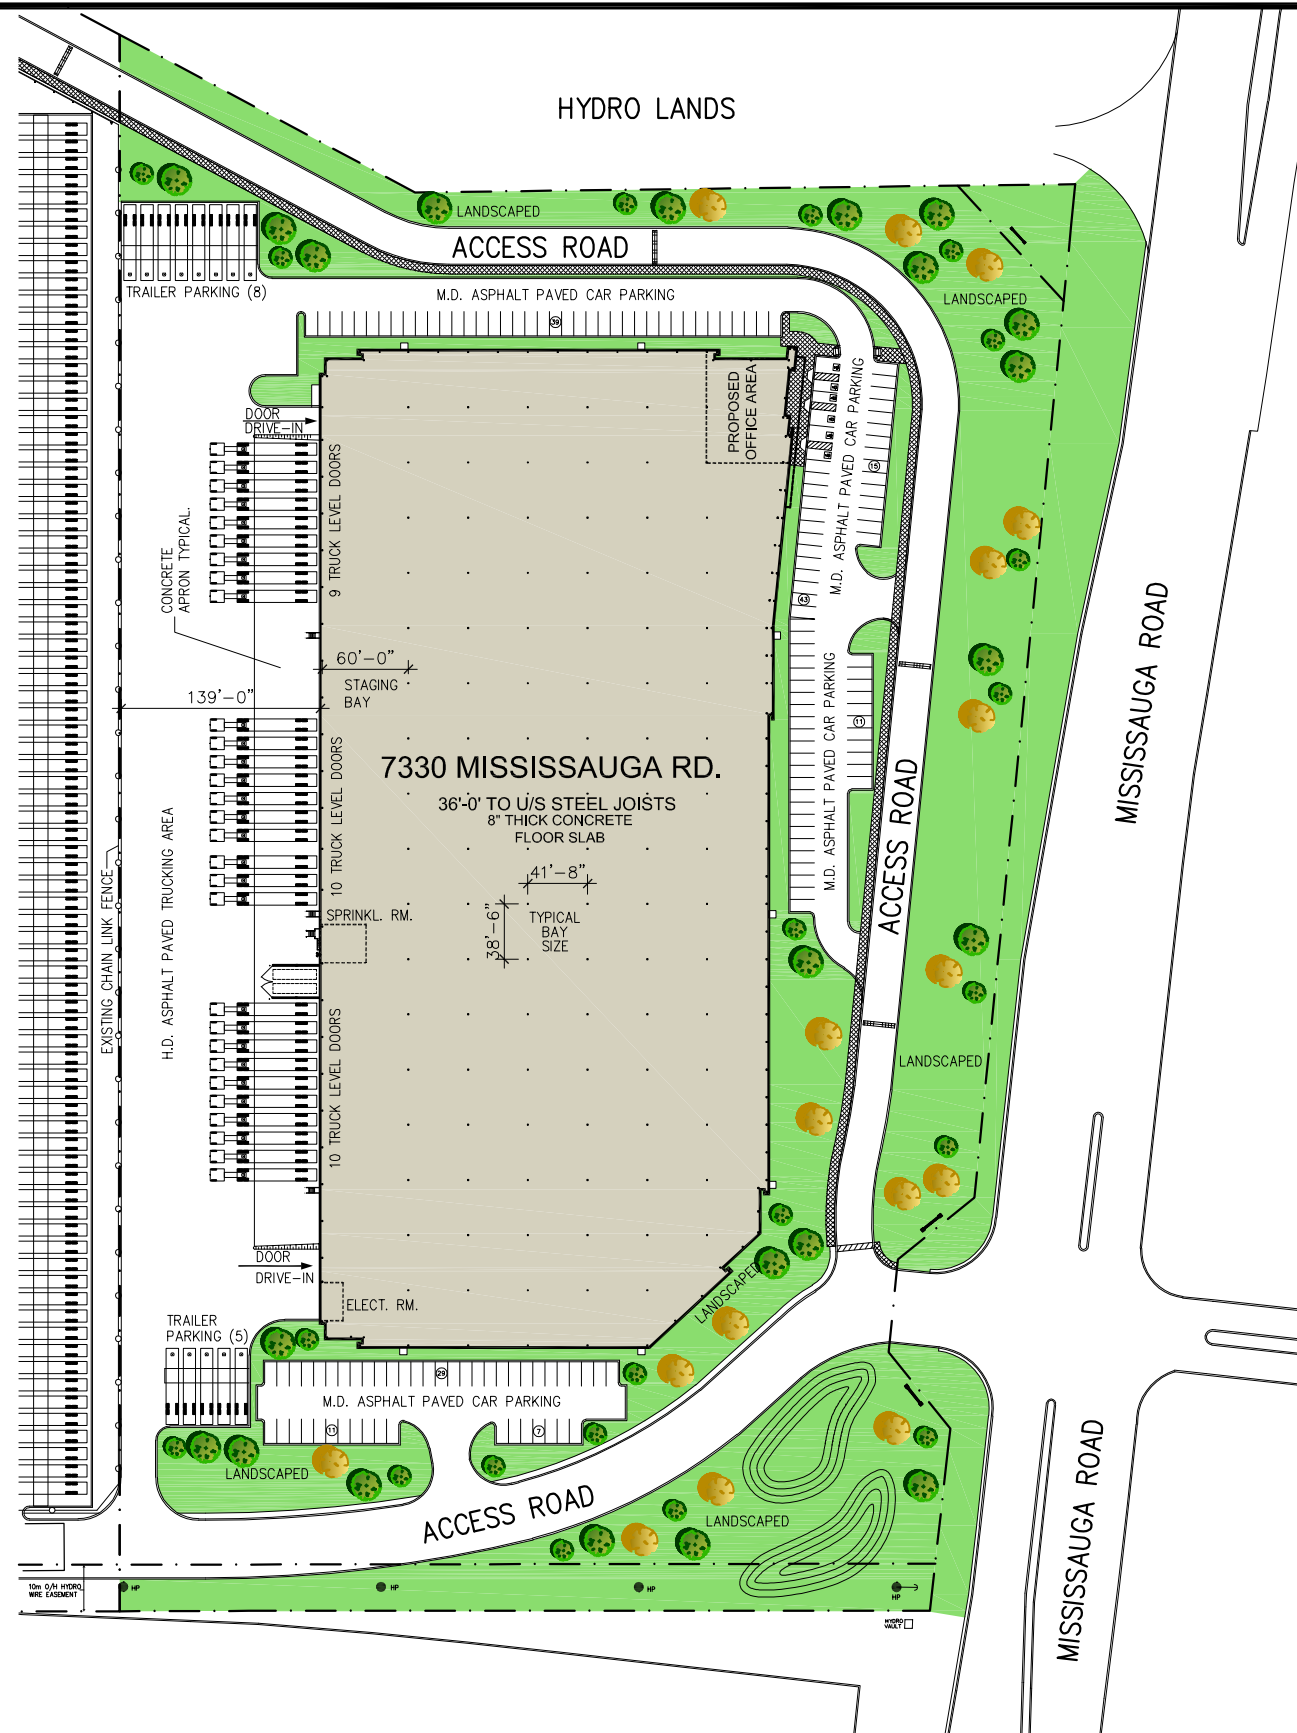 HYDRO LANDS
LANDSCAPED
ACCESS ROAD
TRAILER PARKING (8)
M.D. ASPHALT PAVED CAR PARKING
LANDSCAPED
39
PROPOSED
OFFICE AREA
M.D. ASPHALT PAVED CAR PARKING
15
DOOR
DRIVE-IN
9 TRUCK LEVEL DOORS
CONCRETE
APRON TYPICAL.
43
MISSISSAUGA ROAD
60'-0"
STAGING
BAY
139'-0"
M.D. ASPHALT PAVED CAR PARKING
11
10 TRUCK LEVEL DOORS
7330 MISSISSAUGA RD.
36'-0' TO U/S STEEL JOISTS
8" THICK CONCRETE
FLOOR SLAB
ACCESS ROAD
41'-8"
38'-6"
TYPICAL
BAY
SIZE
SPRINKL. RM.
EXISTING CHAIN LINK FENCE
H.D. ASPHALT PAVED TRUCKING AREA
10 TRUCK LEVEL DOORS
LANDSCAPED
DOOR
DRIVE-IN
ELECT. RM.
LANDSCAPED
TRAILER
PARKING (5)
29
M.D. ASPHALT PAVED CAR PARKING
11
7
LANDSCAPED
ACCESS ROAD
LANDSCAPED
MISSISSAUGA ROAD
10m O/H HYDRO
WIRE EASEMENT
HP
HP
HP
HP
HYDRO
VAULT